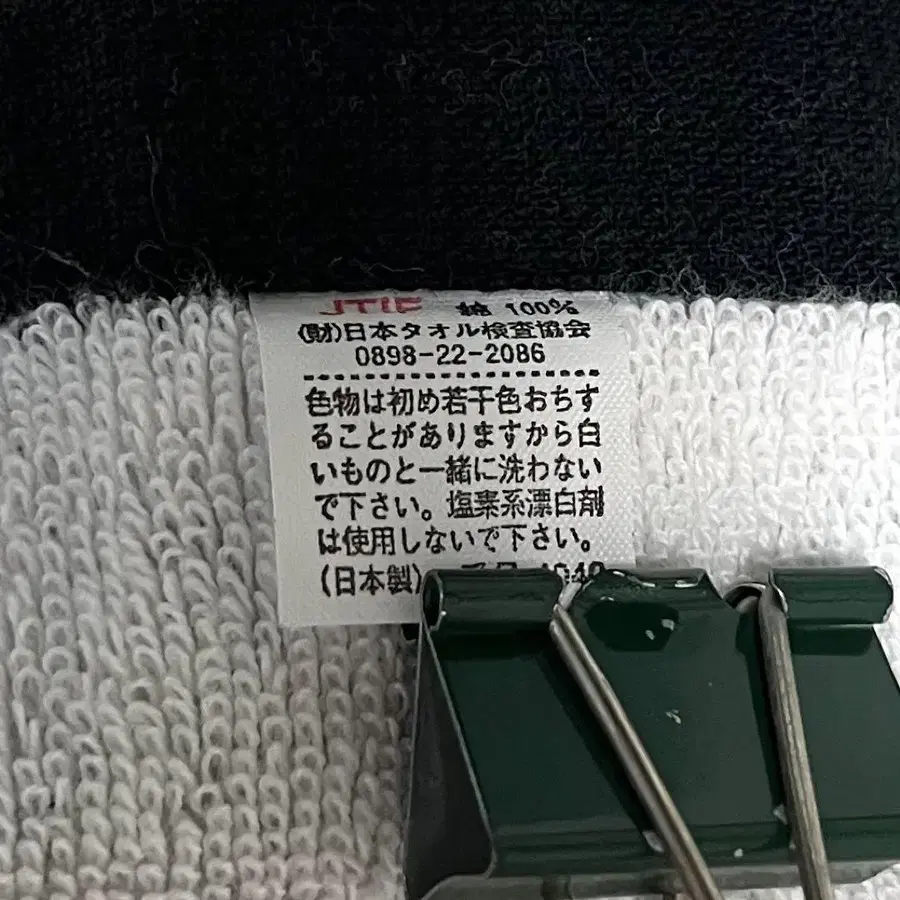 JTIF 綿 100%
(財)日本タオル検査協会
0898-22-2086
色物は初め若干色おちす
ることがありますから白
いものと一緒に洗わない
で下さい。塩素系漂白剤
は使用しないで下さい。
(日本製)